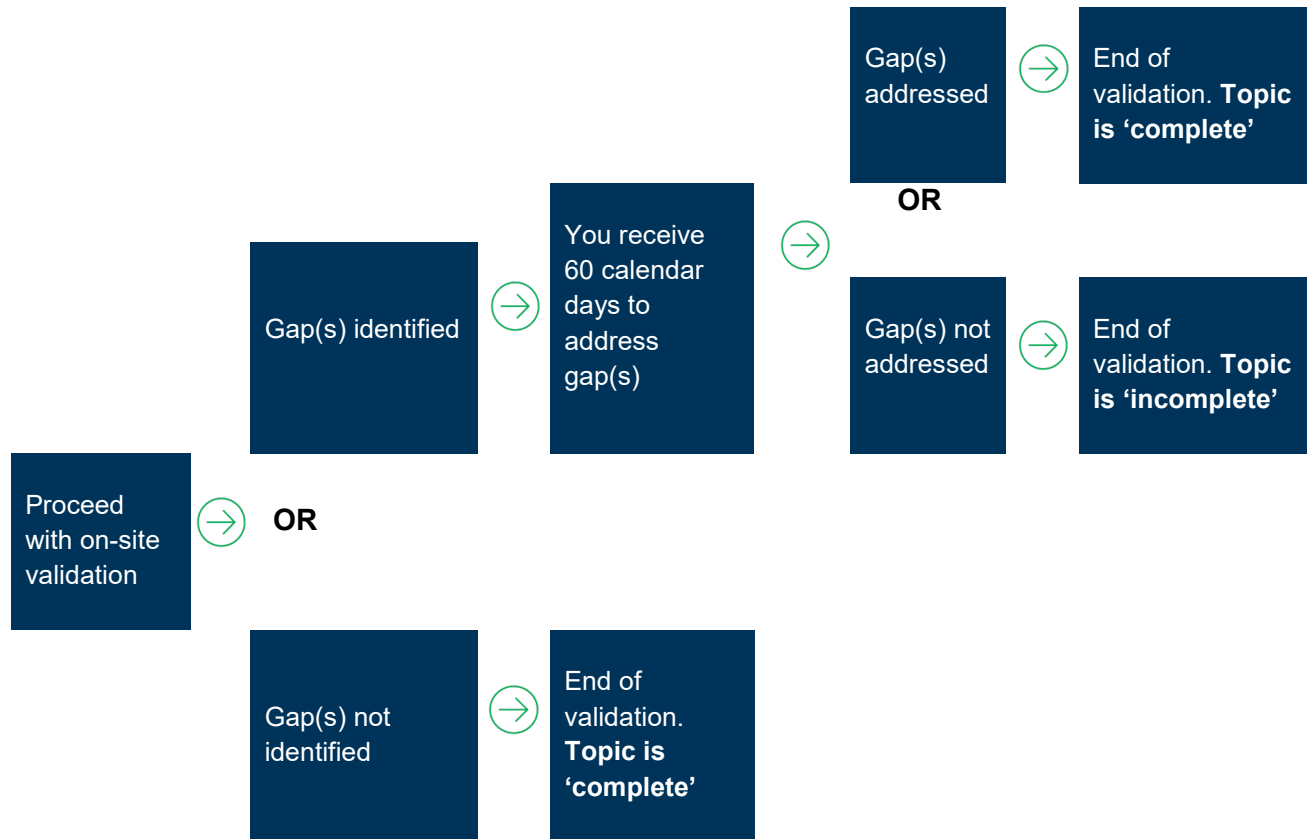 Proceed
with on-site
validation
OR
Gap(s) identified
You receive
60 calendar
days to
address
gap(s)
Gap(s)
addressed
End of
validation. Topic
is ‘complete’
OR
Gap(s) not
addressed
End of
validation. Topic
is ‘incomplete’
Gap(s) not
identified
End of
validation.
Topic is
‘complete’